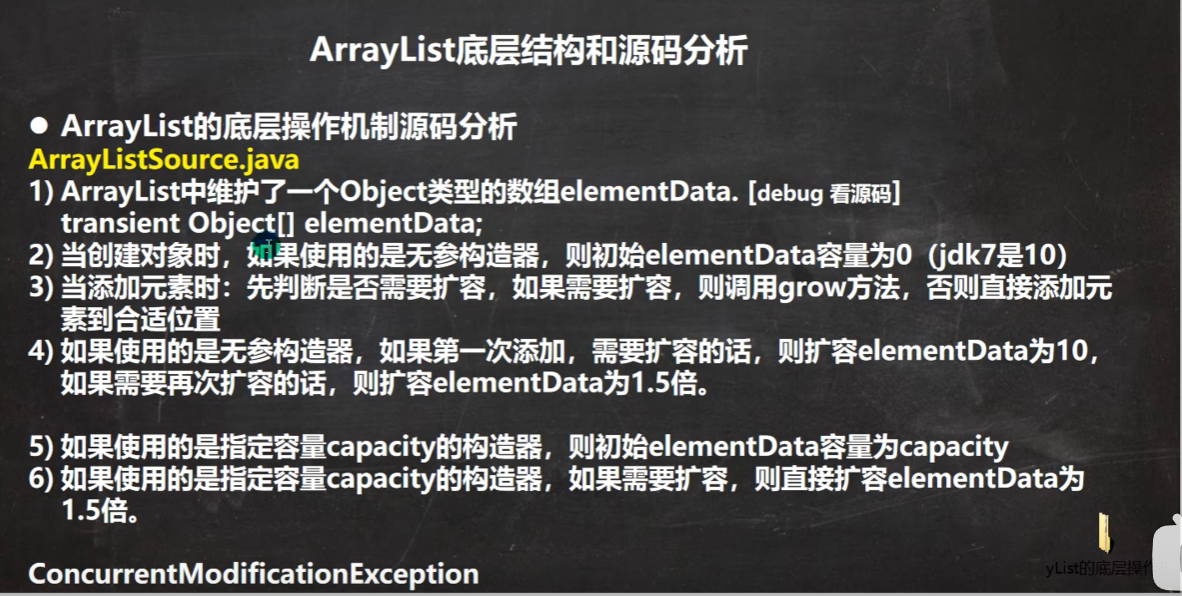 ArrayList底层结构和源码分析
● ArrayList的底层操作机制源码分析
ArrayListSource.java
1) ArrayList中维护了一个Object类型的数组elementData. [debug 看源码]
transient Object[] elementData;
2) 当创建对象时，如果使用的是无参构造器，则初始elementData容量为0（jdk7是10）
3) 当添加元素时：先判断是否需要扩容，如果需要扩容，则调用grow方法，否则直接添加元
素到合适位置
4) 如果使用的是无参构造器，如果第一次添加，需要扩容的话，则扩容elementData为10，
如果需要再次扩容的话，则扩容elementData为1.5倍。
5) 如果使用的是指定容量capacity的构造器，则初始elementData容量为capacity
6) 如果使用的是指定容量capacity的构造器，如果需要扩容，则直接扩容elementData为
1.5倍。
ConcurrentModificationException
yList的底层操作